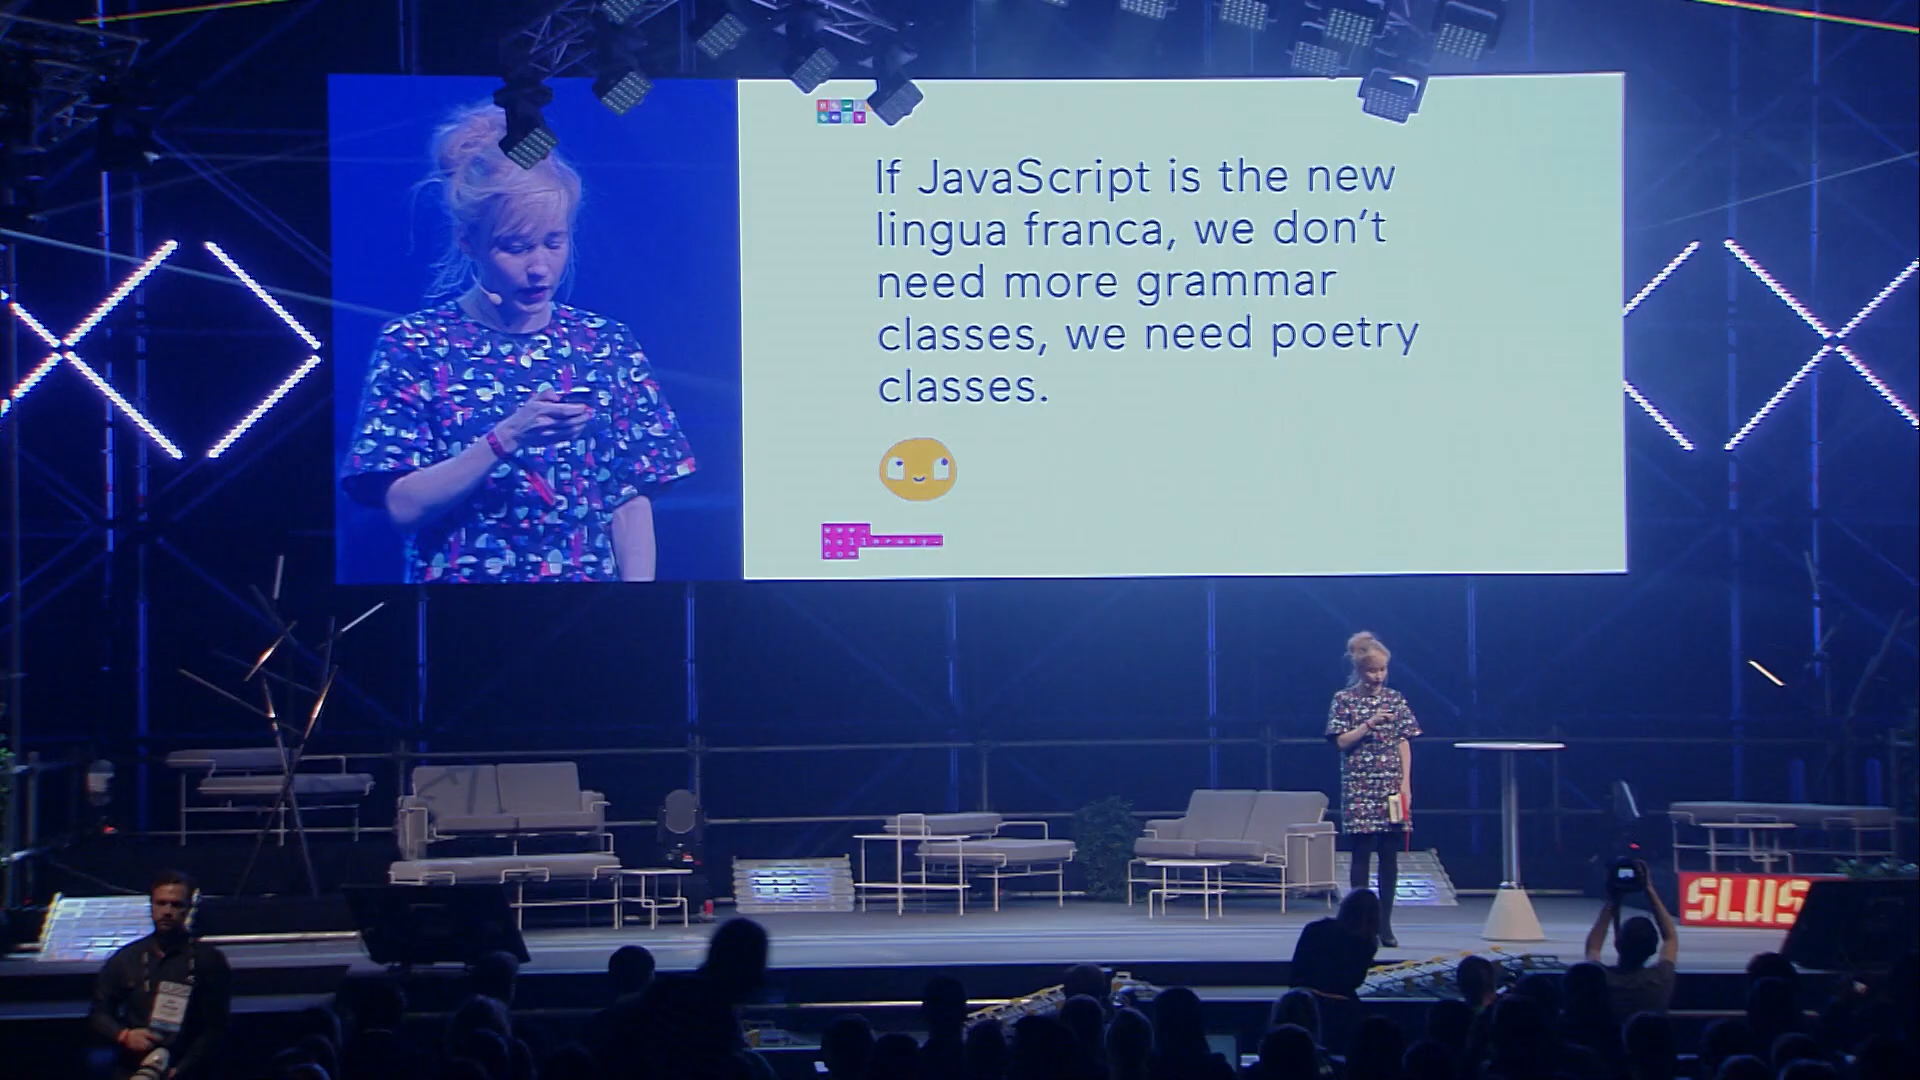 If JavaScript is the new
lingua franca, we don't
need more grammar
classes, we need poetry
classes.
SLUS